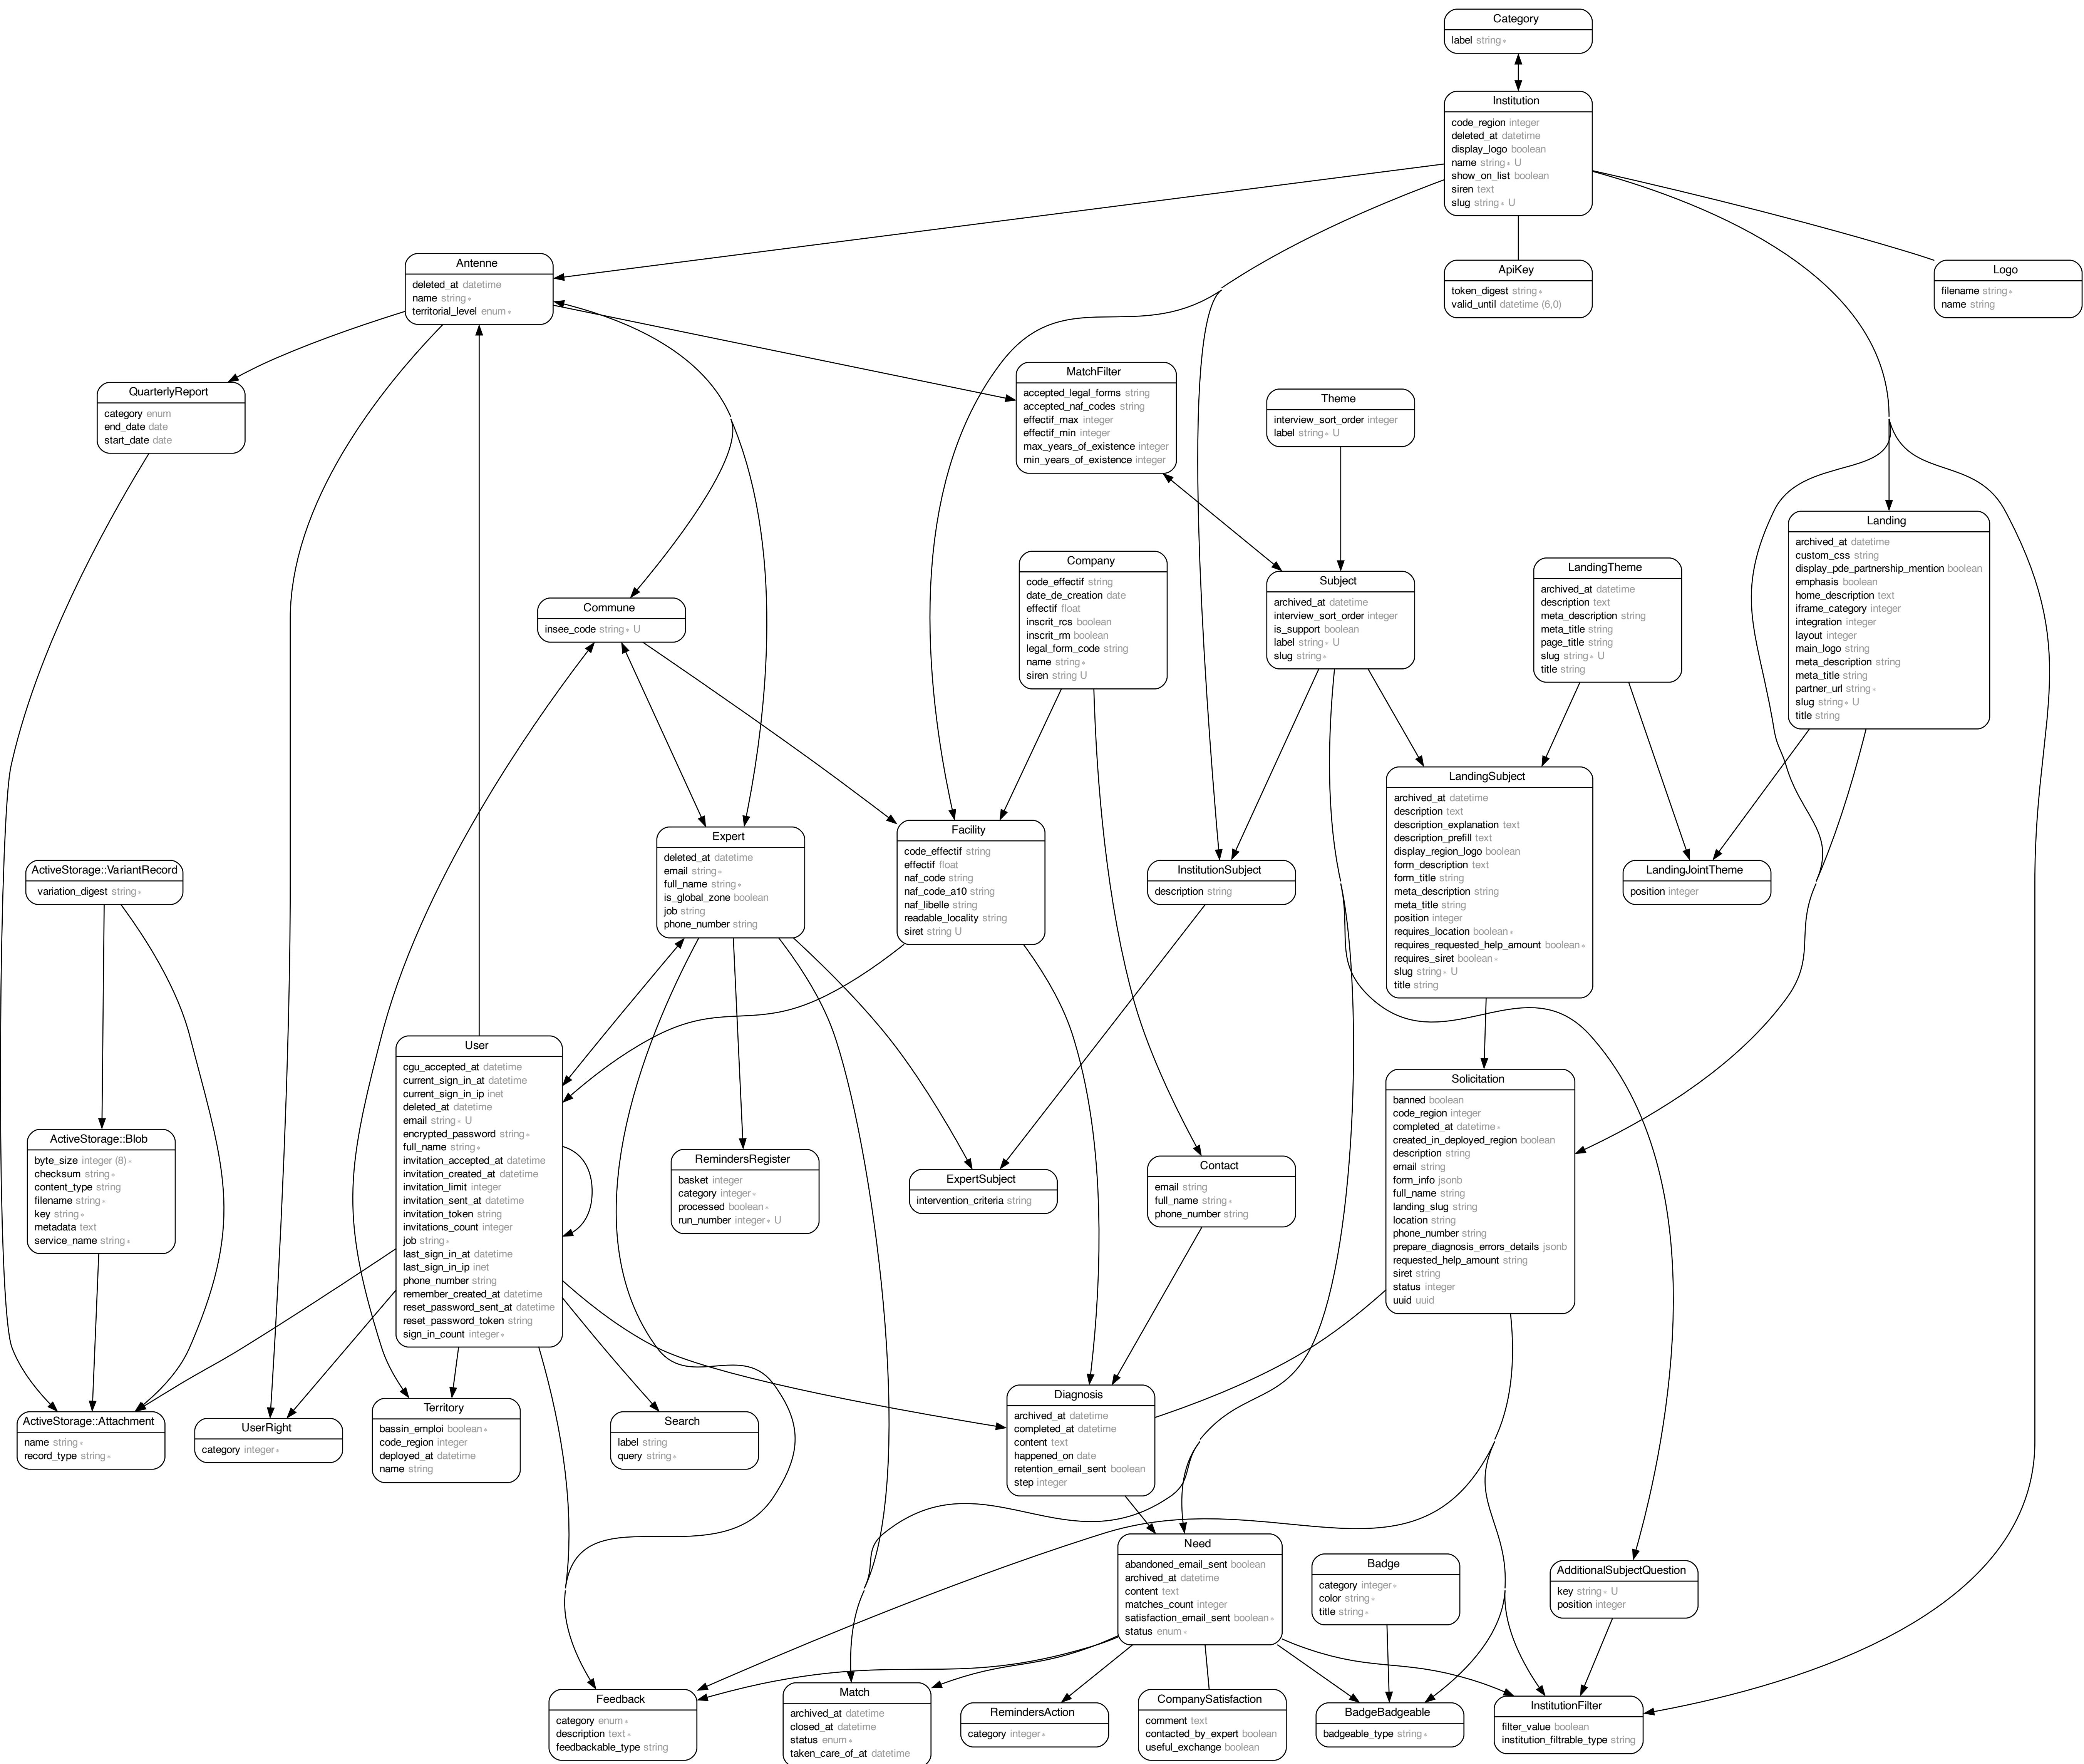 Category
label string∗
Institution
code_region integer
deleted_at datetime
display_logo boolean
name string∗ U
show_on_list boolean
siren text
slug string∗ U
Antenne
deleted_at datetime
name string∗
territorial_level enum∗
ApiKey
token_digest string∗
valid_until datetime (6,0)
Logo
filename string∗
name string
QuarterlyReport
category enum
end_date date
start_date date
MatchFilter
accepted_legal_forms string
accepted_naf_codes string
effectif_max integer
effectif_min integer
max_years_of_existence integer
min_years_of_existence integer
Theme
interview_sort_order integer
label string∗ U
Landing
archived_at datetime
custom_css string
display_pde_partnership_mention boolean
emphasis boolean
home_description text
iframe_category integer
integration integer
layout integer
main_logo string
meta_description string
meta_title string
partner_url string∗
slug string∗ U
title string
Company
code_effectif string
date_de_creation date
effectif float
inscrit_rcs boolean
inscrit_rm boolean
legal_form_code string
name string∗
siren string U
LandingTheme
archived_at datetime
description text
meta_description string
meta_title string
page_title string
slug string∗ U
title string
Subject
archived_at datetime
interview_sort_order integer
is_support boolean
label string∗ U
slug string∗
Commune
insee_code string∗ U
LandingSubject
archived_at datetime
description text
description_explanation text
description_prefill text
display_region_logo boolean
form_description text
form_title string
meta_description string
meta_title string
position integer
requires_location boolean∗
requires_requested_help_amount boolean∗
requires_siret boolean∗
slug string∗ U
title string
Expert
deleted_at datetime
email string∗
full_name string∗
is_global_zone boolean
job string
phone_number string
Facility
code_effectif string
effectif float
naf_code string
naf_code_a10 string
naf_libelle string
readable_locality string
siret string U
ActiveStorage::VariantRecord
variation_digest string∗
InstitutionSubject
description string
LandingJointTheme
position integer
User
cgu_accepted_at datetime
current_sign_in_at datetime
current_sign_in_ip inet
deleted_at datetime
email string∗ U
encrypted_password string∗
full_name string∗
invitation_accepted_at datetime
invitation_created_at datetime
invitation_limit integer
invitation_sent_at datetime
invitation_token string
invitations_count integer
job string∗
last_sign_in_at datetime
last_sign_in_ip inet
phone_number string
remember_created_at datetime
reset_password_sent_at datetime
reset_password_token string
sign_in_count integer∗
Solicitation
banned boolean
code_region integer
completed_at datetime∗
created_in_deployed_region boolean
description string
email string
form_info jsonb
full_name string
landing_slug string
location string
phone_number string
prepare_diagnosis_errors_details jsonb
requested_help_amount string
siret string
status integer
uuid uuid
ActiveStorage::Blob
byte_size integer (8)∗
checksum string∗
content_type string
filename string∗
key string∗
metadata text
service_name string∗
RemindersRegister
basket integer
category integer∗
processed boolean∗
run_number integer∗ U
ExpertSubject
intervention_criteria string
Contact
email string
full_name string∗
phone_number string
ActiveStorage::Attachment
name string∗
record_type string∗
UserRight
category integer∗
Territory
bassin_emploi boolean∗
code_region integer
deployed_at datetime
name string
Search
label string
query string∗
Diagnosis
archived_at datetime
completed_at datetime
content text
happened_on date
retention_email_sent boolean
step integer
Need
abandoned_email_sent boolean
archived_at datetime
content text
matches_count integer
satisfaction_email_sent boolean∗
status enum∗
Badge
category integer∗
color string∗
title string∗
AdditionalSubjectQuestion
key string∗ U
position integer
Feedback
category enum∗
description text∗
feedbackable_type string
Match
archived_at datetime
closed_at datetime
status enum∗
taken_care_of_at datetime
RemindersAction
category integer∗
CompanySatisfaction
comment text
contacted_by_expert boolean
useful_exchange boolean
BadgeBadgeable
badgeable_type string∗
InstitutionFilter
filter_value boolean
institution_filtrable_type string